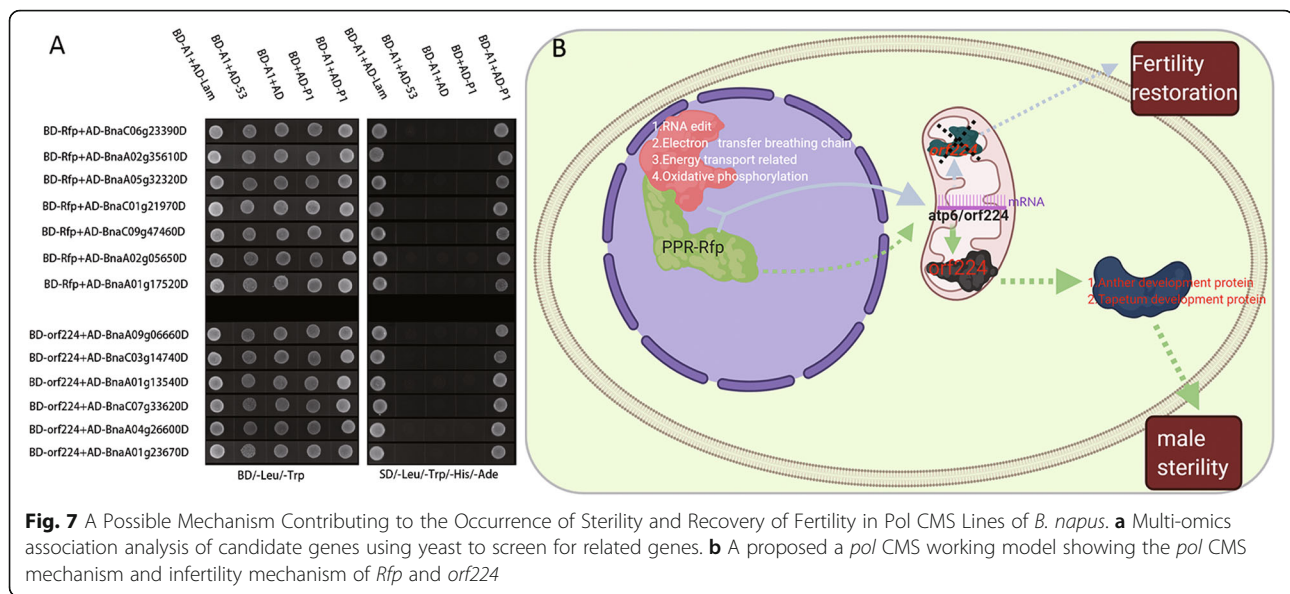 A
BD-A1+AD-Lam
BD-A1+AD-53
BD-A1+AD
BD+AD-P1
BD-A1+AD-P1
BD-A1+AD-Lam
BD-A1+AD-53
BD-A1+AD
BD+AD-P1
BD-A1+AD-P1
BD-Rfp+AD-BnaC06g23390D
BD-Rfp+AD-BnaA02g35610D
BD-Rfp+AD-BnaA05g32320D
BD-Rfp+AD-BnaC01g21970D
BD-Rfp+AD-BnaC09g47460D
BD-Rfp+AD-BnaA02g05650D
BD-Rfp+AD-BnaA01g17520D
BD-orf224+AD-BnaA09g06660D
BD-orf224+AD-BnaC03g14740D
BD-orf224+AD-BnaA01g13540D
BD-orf224+AD-BnaC07g33620D
BD-orf224+AD-BnaA04g26600D
BD-orf224+AD-BnaA01g23670D
BD/-Leu/-Trp
SD/-Leu/-Trp/-His/-Ade
B
1.RNA edit
2.Electron transfer breathing chain
3.Energy transport related
4.Oxidative phosphorylation
PPR-Rfp
orf224
mRNA
atp6/orf224
orf224
1.Anther development protein
2.Tapetum development protein
Fertility
restoration
male
sterility
Fig. 7 A Possible Mechanism Contributing to the Occurrence of Sterility and Recovery of Fertility in Pol CMS Lines of B. napus. a Multi-omics
association analysis of candidate genes using yeast to screen for related genes. b A proposed a pol CMS working model showing the pol CMS
mechanism and infertility mechanism of Rfp and orf224